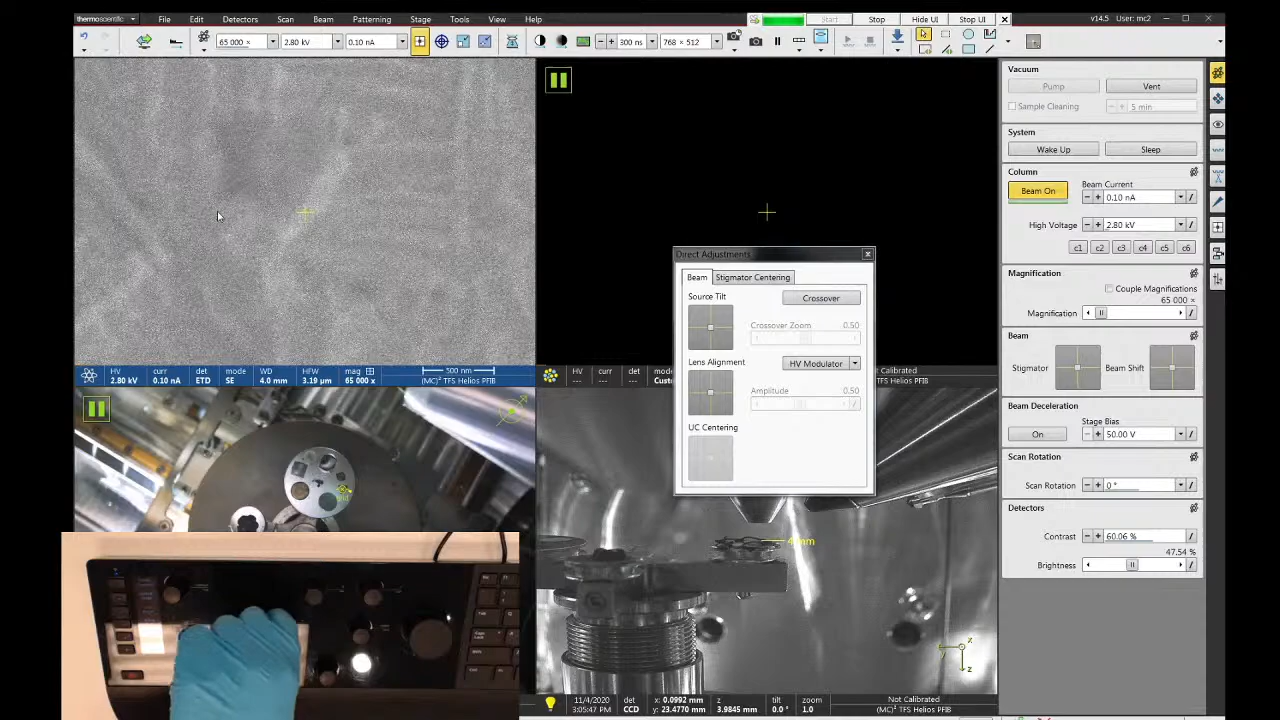 thermoscientific
File Edit Detectors Scan Beam Patterning Stage Tools View Help
Start Stop Hide UI Stop UI
v14.5 User: mc2
65 000 × 2.80 kV 0.10 nA 300 ns 768 × 512
Vacuum
Pump Vent
Sample Cleaning 5 min
System
Wake Up Sleep
Column
Beam On
Beam Current
0.10 nA
High Voltage 2.80 kV
c1 c2 c3 c4 c5 c6
Magnification
Couple Magnifications
65 000 ×
Magnification
Beam
Stigmator Beam Shift
Beam Deceleration
Stage Bias
On 50.00 V
Scan Rotation
Scan Rotation 0 °
Detectors
Contrast 60.06 %
47.54 %
Brightness
Direct Adjustments
Beam Stigmator Centering
Source Tilt Crossover
Crossover Zoom 0.50
Lens Alignment HV Modulator
Amplitude 0.50
UC Centering
HV curr det mode WD HFW mag 500 nm
2.80 kV 0.10 nA ETD SE 4.0 mm 3.19 µm 65 000 x (MC)² TFS Helios PFIB
HV curr det mode Not Calibrated
(MC)² TFS Helios PFIB
4 mm
x
y
z
11/4/2020 det x: 0.0992 mm z tilt zoom Not Calibrated
3:05:47 PM CCD y: 23.4770 mm 3.9845 mm 0.0 ° 1.0 (MC)² TFS Helios PFIB